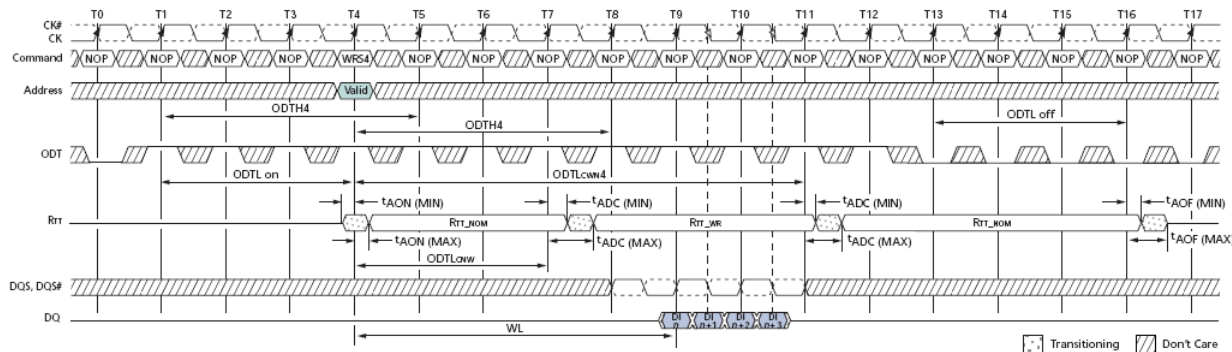 T0 T1 T2 T3 T4 T5 T6 T7 T8 T9 T10 T11 T12 T13 T14 T15 T16 T17
CK#
CK
Command NOP NOP NOP NOP WRS4 NOP NOP NOP NOP NOP NOP NOP NOP NOP NOP NOP NOP NOP
Address Valid
ODTH4
ODTH4 ODTL off
ODT
ODTL on ODTLCWN4
tAON (MIN) tADC (MIN) tADC (MIN) tAOF (MIN)
RTT RTT_NOM RTT_WR RTT_NOM
tAON (MAX) tADC (MAX) tADC (MAX) tAOF (MAX)
ODTLCNW
DQS, DQS#
DQ DI n DI n + 1 DI n + 2 DI n + 3
WL
Transitioning Don't Care